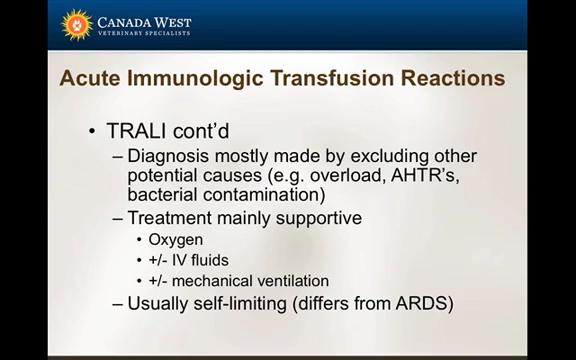 CANADA WEST
VETERINARY SPECIALISTS
Acute Immunologic Transfusion Reactions
• TRALI cont'd
– Diagnosis mostly made by excluding other
potential causes (e.g. overload, AHTR's,
bacterial contamination)
– Treatment mainly supportive
• Oxygen
• +/- IV fluids
• +/- mechanical ventilation
– Usually self-limiting (differs from ARDS)